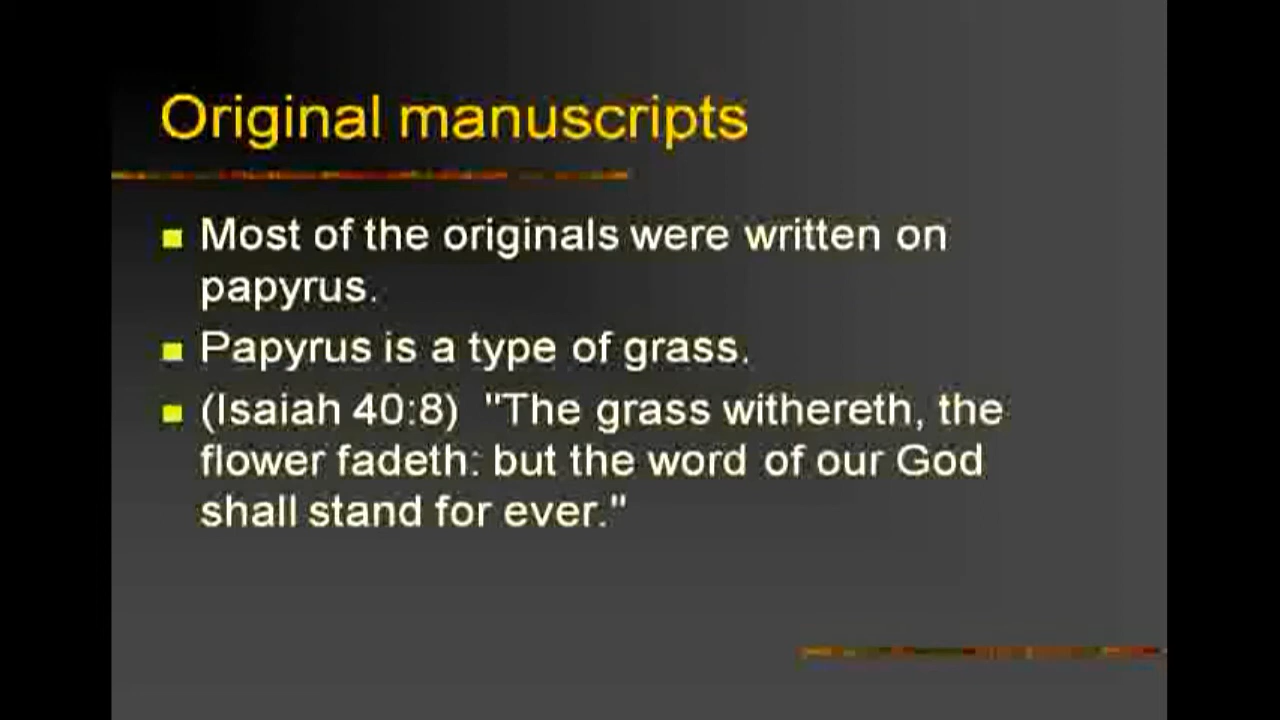 Original manuscripts
Most of the originals were written on
papyrus.
Papyrus is a type of grass.
(Isaiah 40:8)  "The grass withereth, the
flower fadeth: but the word of our God
shall stand for ever."